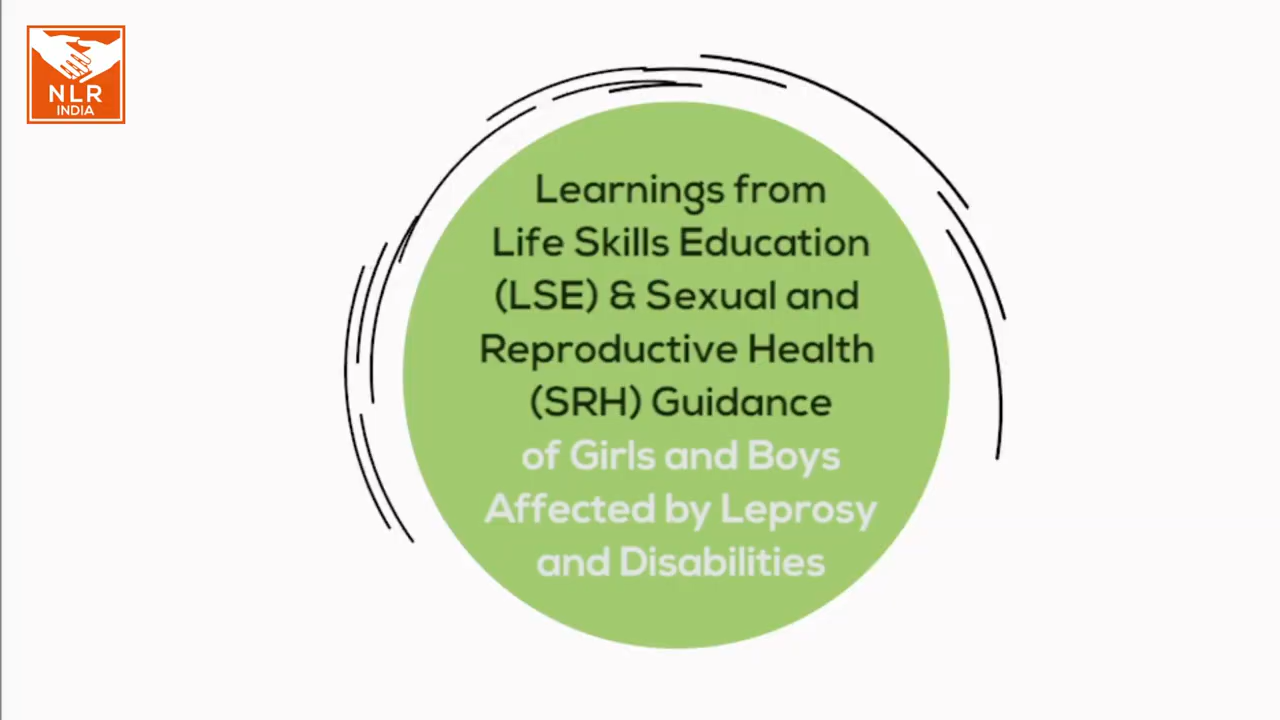 NLR
INDIA
Learnings from
Life Skills Education
(LSE) & Sexual and
Reproductive Health
(SRH) Guidance
of Girls and Boys
Affected by Leprosy
and Disabilities